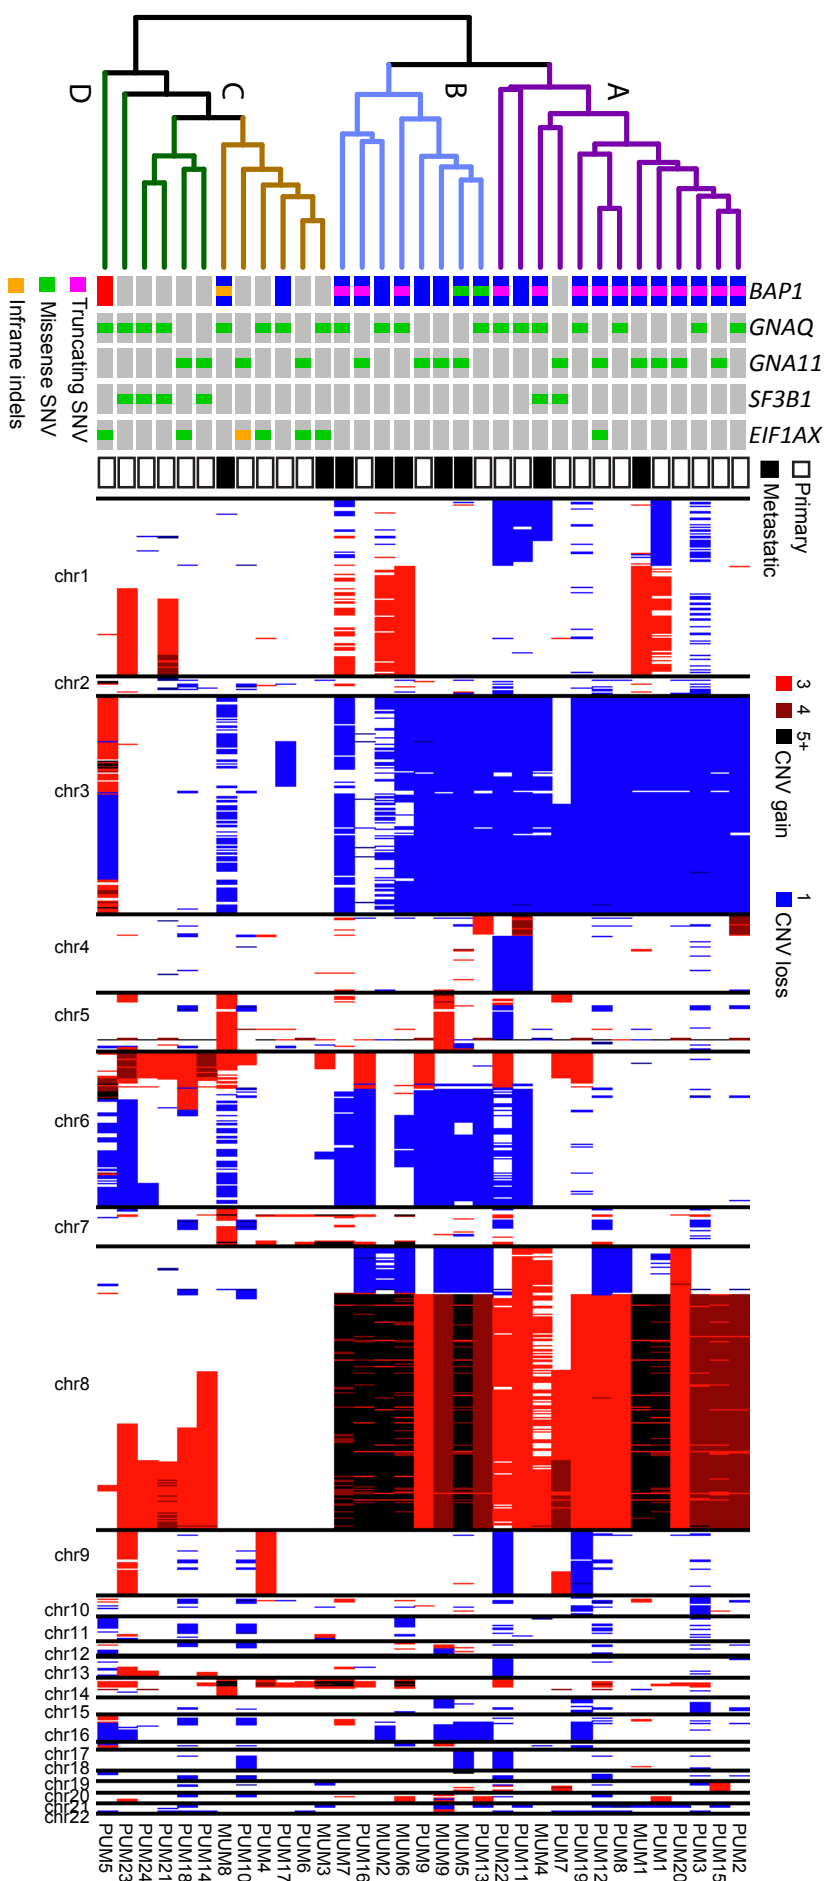 A
B
C
D
BAP1
GNAQ
GNA11
SF3B1
EIF1AX
Truncating SNV
Missense SNV
Inframe indels
Primary
Metastatic
3 4 5+ CNV gain
1 CNV loss
chr1
chr2
chr3
chr4
chr5
chr6
chr7
chr8
chr9
chr10
chr11
chr12
chr13
chr14
chr15
chr16
chr17
chr18
chr19
chr20
chr21
chr22
PUM5
PUM23
PUM24
PUM21
PUM18
PUM14
MUM8
PUM10
PUM4
PUM17
PUM6
MUM3
MUM7
PUM16
MUM2
MUM6
PUM9
MUM9
MUM5
PUM13
PUM22
PUM11
MUM4
PUM7
PUM19
PUM12
PUM8
MUM1
PUM1
PUM20
PUM3
PUM15
PUM2